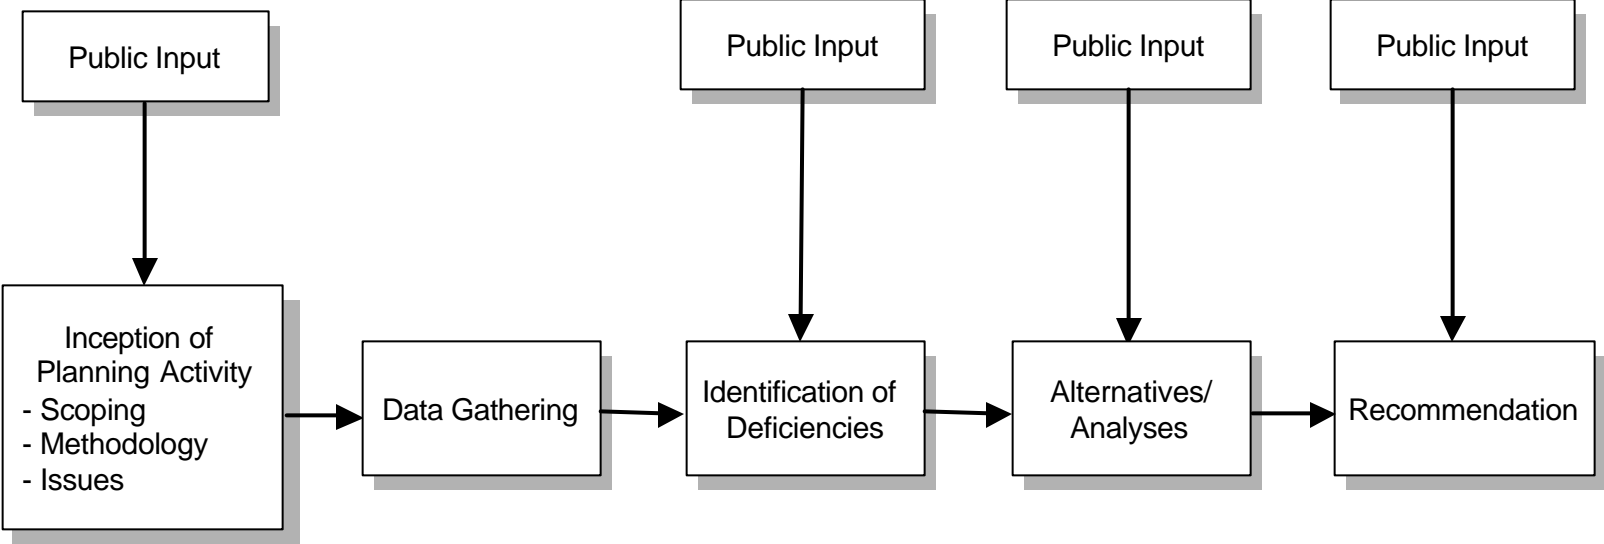 Public Input
Public Input
Public Input
Public Input
Inception of
Planning Activity
- Scoping
- Methodology
- Issues
Data Gathering
Identification of
Deficiencies
Alternatives/
Analyses
Recommendation